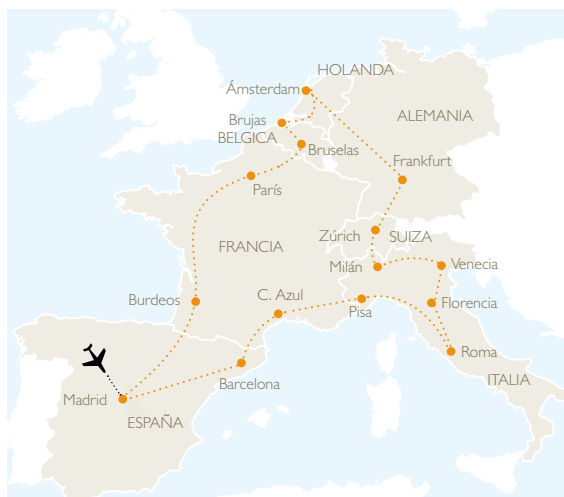 HOLANDA
Ámsterdam
ALEMANIA
Brujas
BELGICA
Bruselas
Frankfurt
París
Zúrich
SUIZA
FRANCIA
Milán
Venecia
Burdeos
C. Azul
Pisa
Florencia
Roma
Barcelona
ITALIA
Madrid
ESPAÑA